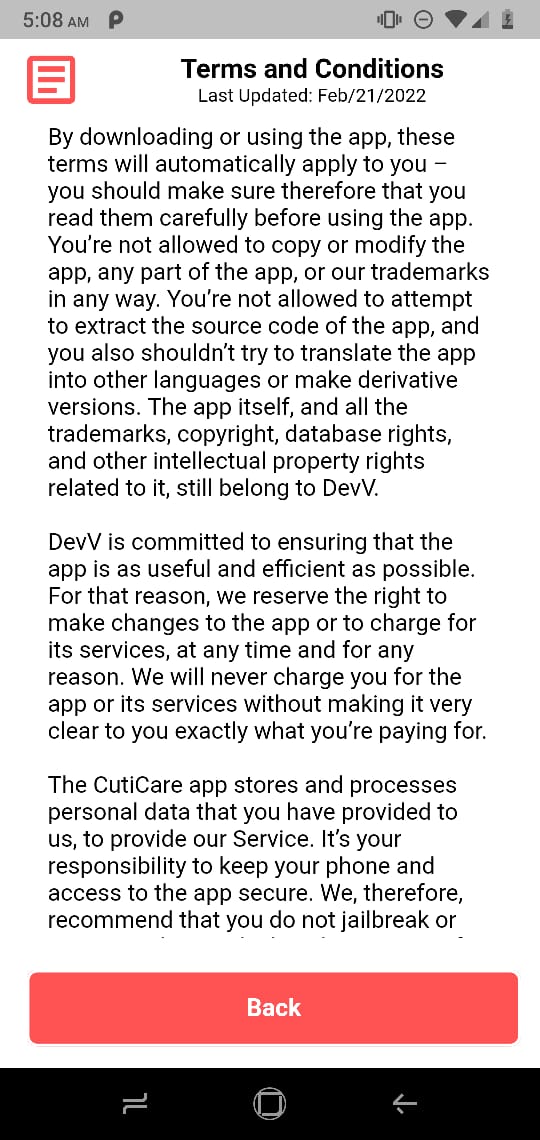 5:08 AM
Terms and Conditions
Last Updated: Feb/21/2022
By downloading or using the app, these
terms will automatically apply to you –
you should make sure therefore that you
read them carefully before using the app.
You’re not allowed to copy or modify the
app, any part of the app, or our trademarks
in any way. You’re not allowed to attempt
to extract the source code of the app, and
you also shouldn’t try to translate the app
into other languages or make derivative
versions. The app itself, and all the
trademarks, copyright, database rights,
and other intellectual property rights
related to it, still belong to DevV.
DevV is committed to ensuring that the
app is as useful and efficient as possible.
For that reason, we reserve the right to
make changes to the app or to charge for
its services, at any time and for any
reason. We will never charge you for the
app or its services without making it very
clear to you exactly what you’re paying for.
The CutiCare app stores and processes
personal data that you have provided to
us, to provide our Service. It’s your
responsibility to keep your phone and
access to the app secure. We, therefore,
recommend that you do not jailbreak or
Back